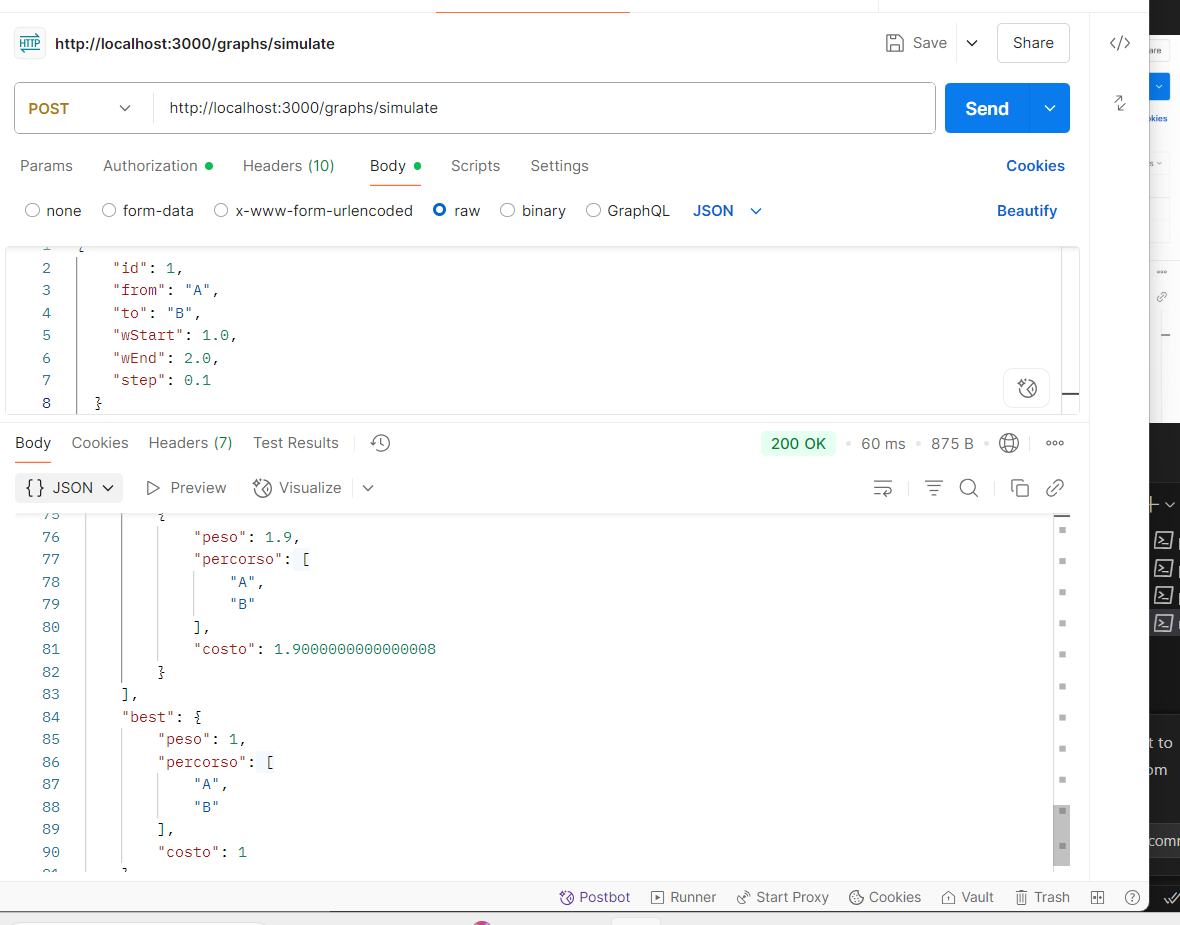 HTTP http://localhost:3000/graphs/simulate Save Share
POST http://localhost:3000/graphs/simulate Send
Params Authorization Headers (10) Body Scripts Settings Cookies
none form-data x-www-form-urlencoded raw binary GraphQL JSON Beautify
2 "id": 1,
3 "from": "A",
4 "to": "B",
5 "wStart": 1.0,
6 "wEnd": 2.0,
7 "step": 0.1
8 }
Body Cookies Headers (7) Test Results 200 OK 60 ms 875 B
{} JSON Preview Visualize
75 {
76 "peso": 1.9,
77 "percorso": [
78 "A",
79 "B"
80 ],
81 "costo": 1.9000000000000008
82 }
83 ],
84 "best": {
85 "peso": 1,
86 "percorso": [
87 "A",
88 "B"
89 ],
90 "costo": 1
Postbot Runner Start Proxy Cookies Vault Trash